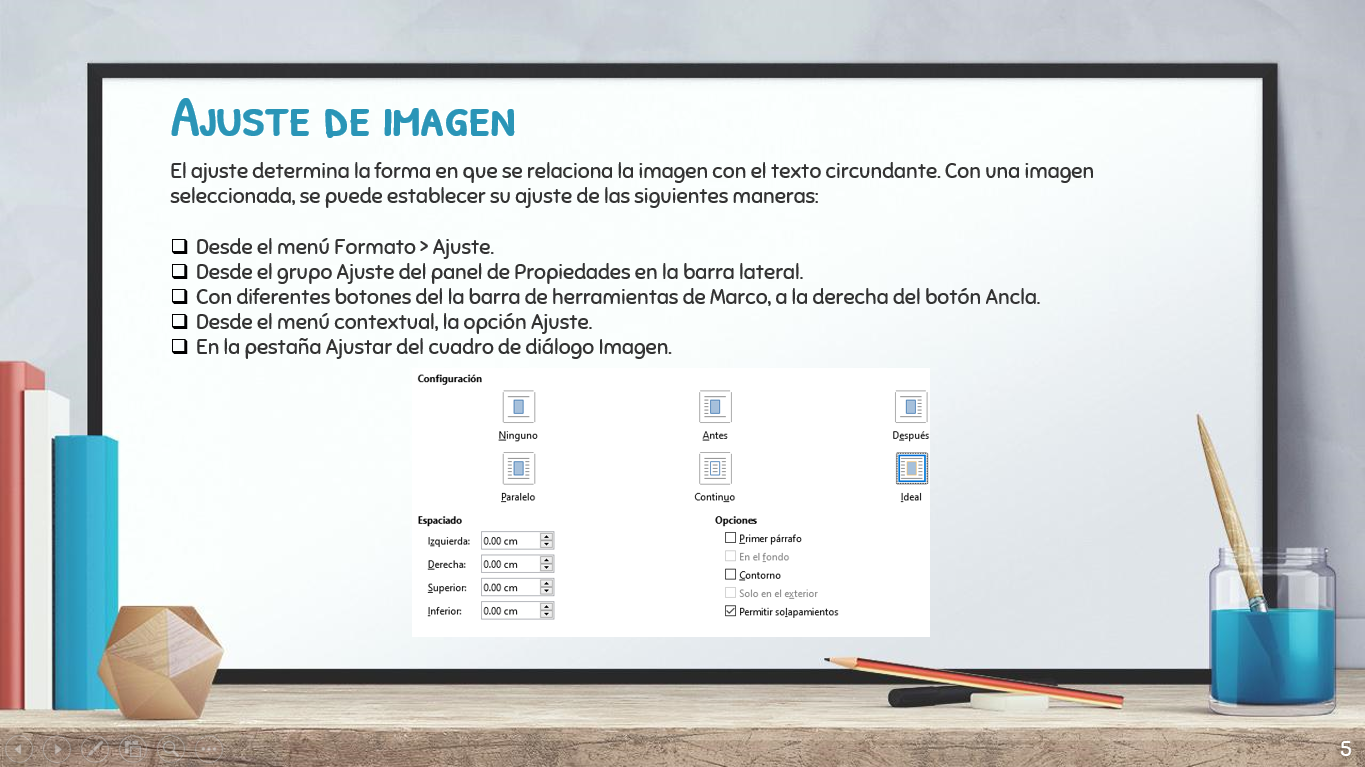 Ajuste de imagen
El ajuste determina la forma en que se relaciona la imagen con el texto circundante. Con una imagen
seleccionada, se puede establecer su ajuste de las siguientes maneras:
Desde el menú Formato > Ajuste.
Desde el grupo Ajuste del panel de Propiedades en la barra lateral.
Con diferentes botones del la barra de herramientas de Marco, a la derecha del botón Ancla.
Desde el menú contextual, la opción Ajuste.
En la pestaña Ajustar del cuadro de diálogo Imagen.
Configuración
Ninguno Antes Después
Paralelo Continuo Ideal
Espaciado Opciones
Izquierda: 0.00 cm Primer párrafo
En el fondo
Derecha: 0.00 cm Contorno
Superior: 0.00 cm Solo en el exterior
Inferior: 0.00 cm Permitir solapamientos
5